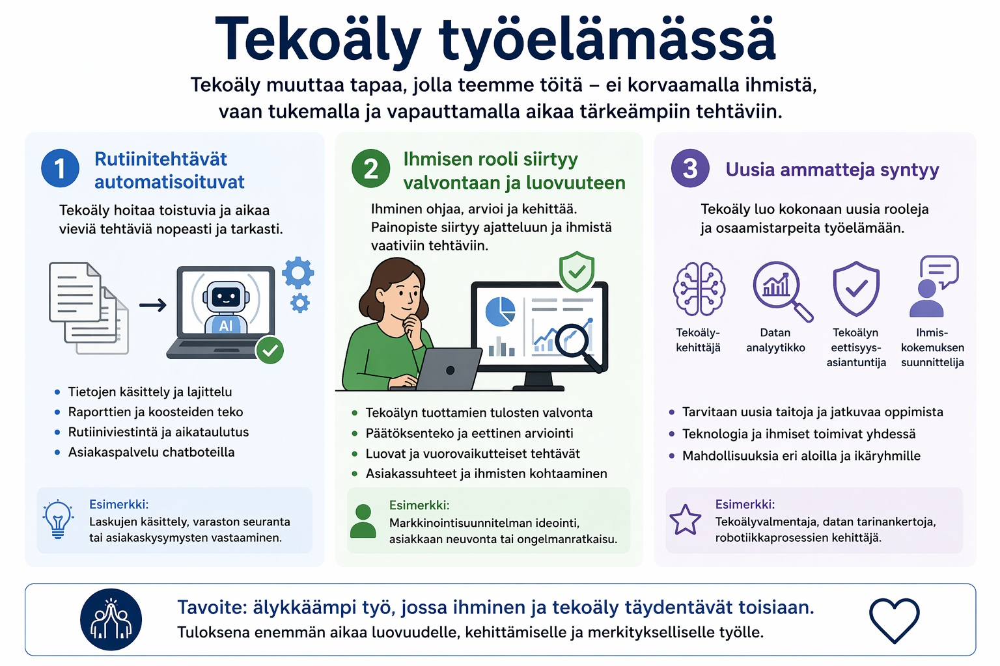 Tekoäly työelämässä
Tekoäly muuttaa tapaa, jolla teemme töitä – ei korvaamalla ihmistä,
vaan tukemalla ja vapauttamalla aikaa tärkeämpiin tehtäviin.
1
Rutiinitehtävät
automatisoituvat
Tekoäly hoitaa toistuvia ja aikaa
vieviä tehtäviä nopeasti ja tarkasti.
AI
Tietojen käsittely ja lajittelu
Raporttien ja koosteiden teko
Rutiiniviestintä ja aikataulutus
Asiakaspalvelu chatboteilla
Esimerkki:
Laskujen käsittely, varaston seuranta
tai asiakaskysymysten vastaaminen.
2
Ihmisen rooli siirtyy
valvontaan ja luovuuteen
Ihminen ohjaa, arvioi ja kehittää.
Painopiste siirtyy ajatteluun ja ihmistä
vaativiin tehtäviin.
Tekoälyn tuottamien tulosten valvonta
Päätöksenteko ja eettinen arviointi
Luovat ja vuorovaikutteiset tehtävät
Asiakassuhteet ja ihmisten kohtaaminen
Esimerkki:
Markkinointisuunnitelman ideointi,
asiakkaan neuvonta tai ongelmanratkaisu.
3
Uusia ammatteja syntyy
Tekoäly luo kokonaan uusia rooleja
ja osaamistarpeita työelämään.
Tekoäly-
kehittäjä
Datan
analyytikko
Tekoälyn
eettisyys-
asiantuntija
Ihmis-
kokemuksen
suunnittelija
Tarvitaan uusia taitoja ja jatkuvaa oppimista
Teknologia ja ihmiset toimivat yhdessä
Mahdollisuuksia eri aloilla ja ikäryhmille
Esimerkki:
Tekoälyvalmentaja, datan tarinankertoja,
robotiikkaprosessien kehittäjä.
Tavoite: älykkäämpi työ, jossa ihminen ja tekoäly täydentävät toisiaan.
Tuloksena enemmän aikaa luovuudelle, kehittämiselle ja merkitykselliselle työlle.